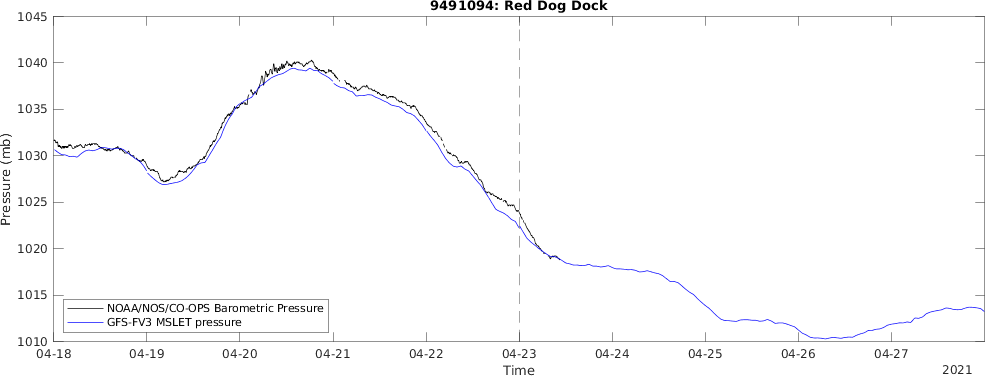 9491094: Red Dog Dock
1045
1040
1035
1030
1025
1020
1015
1010
Pressure (mb)
NOAA/NOS/CO-OPS Barometric Pressure
GFS-FV3 MSLET pressure
04-18 04-19 04-20 04-21 04-22 04-23 04-24 04-25 04-26 04-27
Time
2021